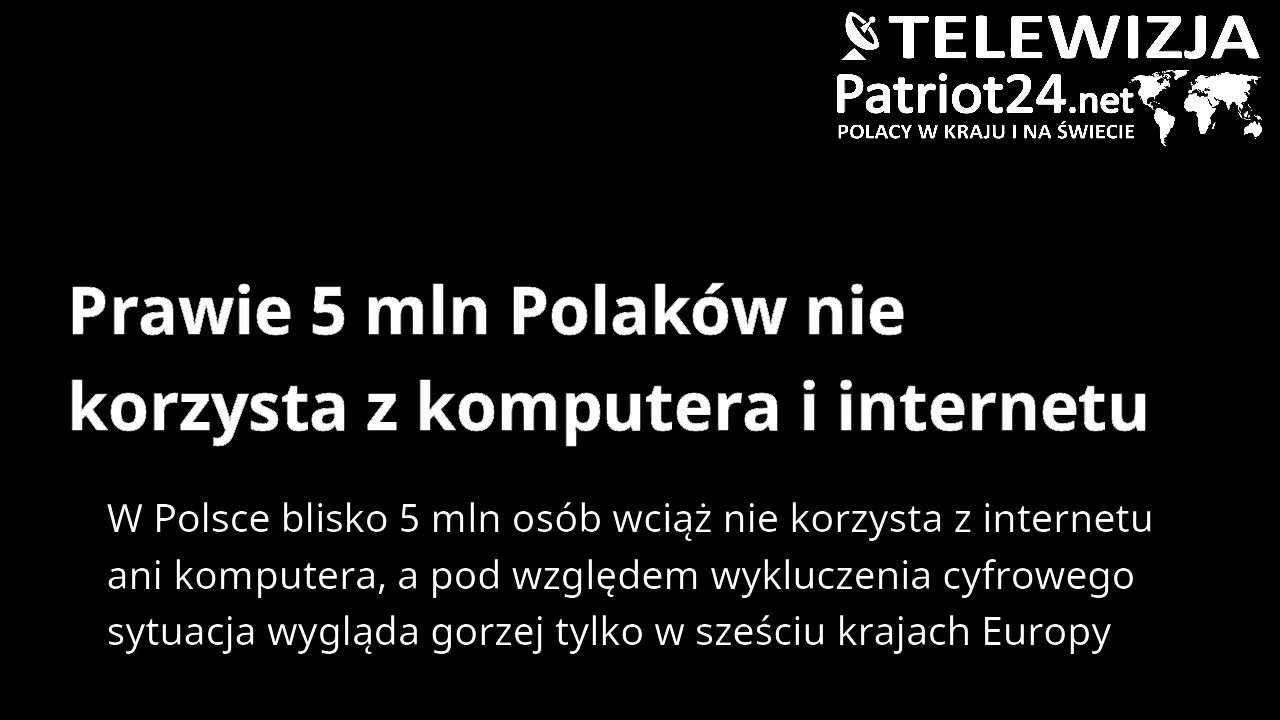 TELEWIZJA
Patriot24.net
POLACY W KRAJU I NA ŚWIECIE
Prawie 5 mln Polaków nie
korzysta z komputera i internetu
W Polsce blisko 5 mln osób wciąż nie korzysta z internetu
ani komputera, a pod względem wykluczenia cyfrowego
sytuacja wygląda gorzej tylko w sześciu krajach Europy